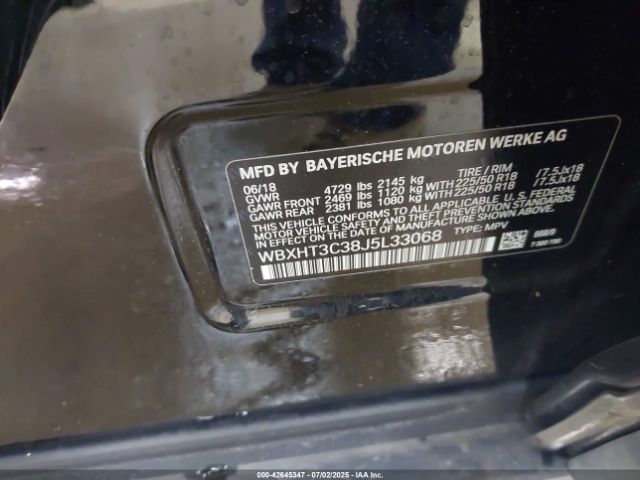 MFD BY BAYERISCHE MOTOREN WERKE AG
06/18 TIRE / RIM
GVWR 4729 lbs 2145 kg
GAWR FRONT 2469 lbs 1120 kg WITH 225/50 R18 /7.5Jx18
GAWR REAR 2381 lbs 1080 kg WITH 225/50 R18 /7.5Jx18
THIS VEHICLE CONFORMS TO ALL APPLICABLE U.S. FEDERAL
MOTOR VEHICLE SAFETY STANDARDS IN EFFECT ON THE DATE OF
MANUFACTURE SHOWN ABOVE.
WBXHT3C38J5L33068 TYPE: MPV
000-42645347 - 07/02/2025 - IAA Inc.